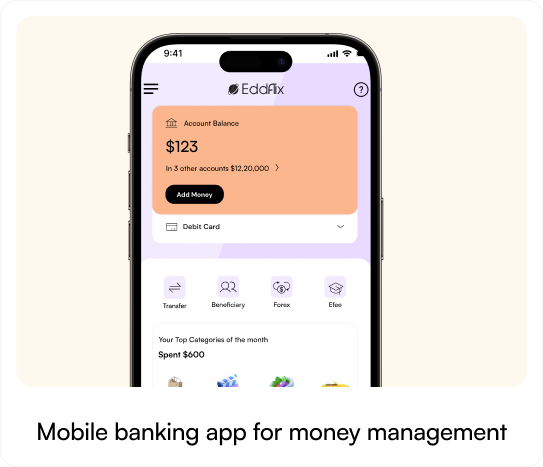 9:41
Eddflix
Account Balance
$123
In 3 other accounts $12,20,000
Add Money
Debit Card
Transfer Beneficiary Forex Efee
Your Top Categories of the month
Spent $600
Mobile banking app for money management